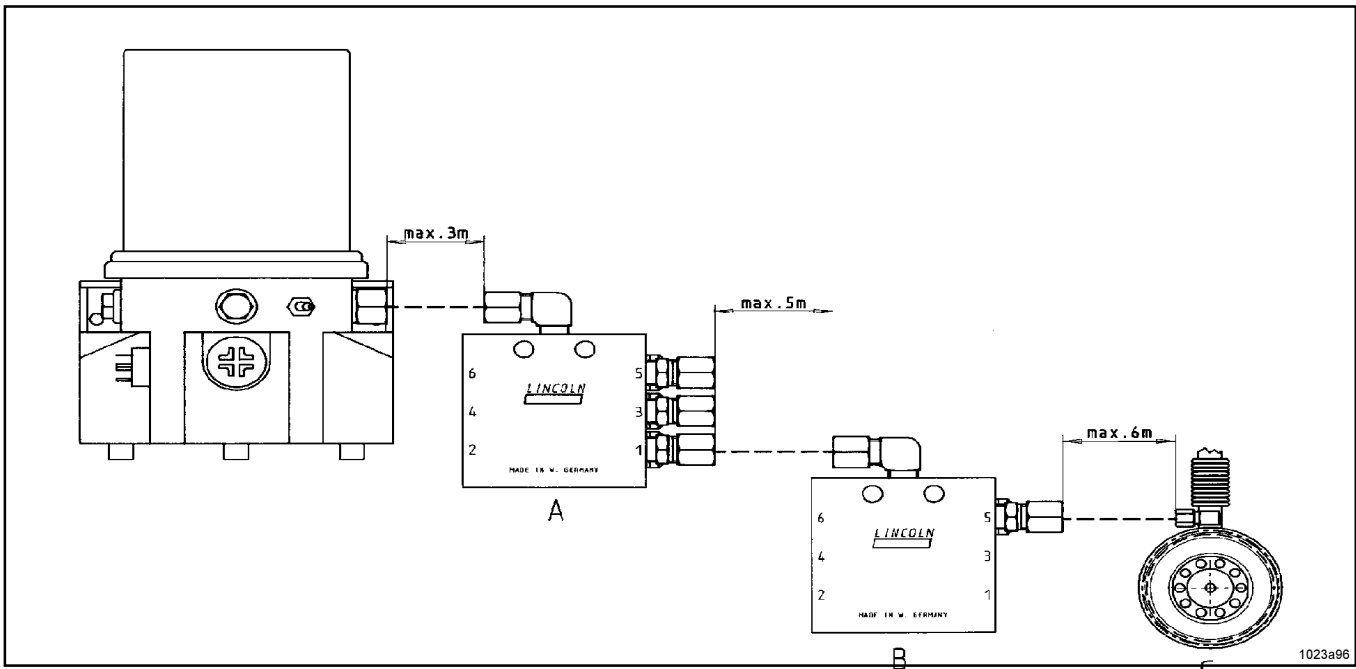 max.3m
max.5m
6 5
LINCOLN
4 3
2 1
MADE IN W. GERMANY
A
max.6m
6 5
LINCOLN
4 3
2 1
MADE IN W. GERMANY
B
C
1023a96